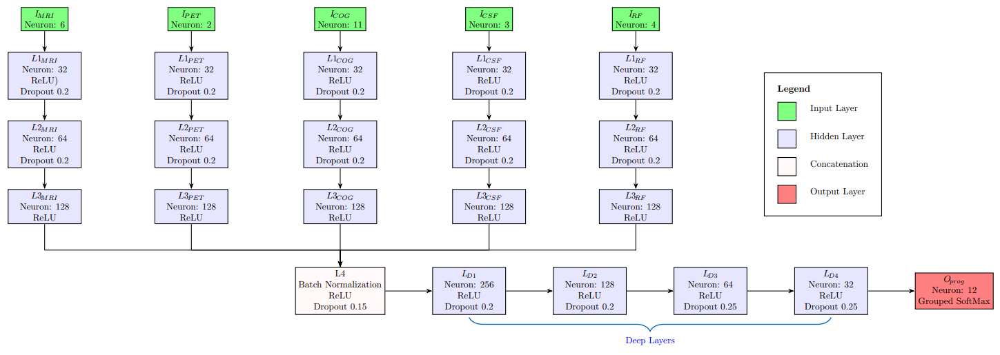 I_MRI
Neuron: 6
I_PET
Neuron: 2
I_COG
Neuron: 11
I_CSF
Neuron: 3
I_RF
Neuron: 4
L1_MRI
Neuron: 32
ReLU)
Dropout 0.2
L1_PET
Neuron: 32
ReLU
Dropout 0.2
L1_COG
Neuron: 32
ReLU
Dropout 0.2
L1_CSF
Neuron: 32
ReLU
Dropout 0.2
L1_RF
Neuron: 32
ReLU
Dropout 0.2
L2_MRI
Neuron: 64
ReLU
Dropout 0.2
L2_PET
Neuron: 64
ReLU
Dropout 0.2
L2_COG
Neuron: 64
ReLU
Dropout 0.2
L2_CSF
Neuron: 64
ReLU
Dropout 0.2
L2_RF
Neuron: 64
ReLU
Dropout 0.2
L3_MRI
Neuron: 128
ReLU
L3_PET
Neuron: 128
ReLU
L3_COG
Neuron: 128
ReLU
L3_CSF
Neuron: 128
ReLU
L3_RF
Neuron: 128
ReLU
Legend
Input Layer
Hidden Layer
Concatenation
Output Layer
L4
Batch Normalization
ReLU
Dropout 0.15
L_D1
Neuron: 256
ReLU
Dropout 0.2
L_D2
Neuron: 128
ReLU
Dropout 0.2
L_D3
Neuron: 64
ReLU
Dropout 0.25
L_D4
Neuron: 32
ReLU
Dropout 0.25
O_prog
Neuron: 12
Grouped SoftMax
Deep Layers